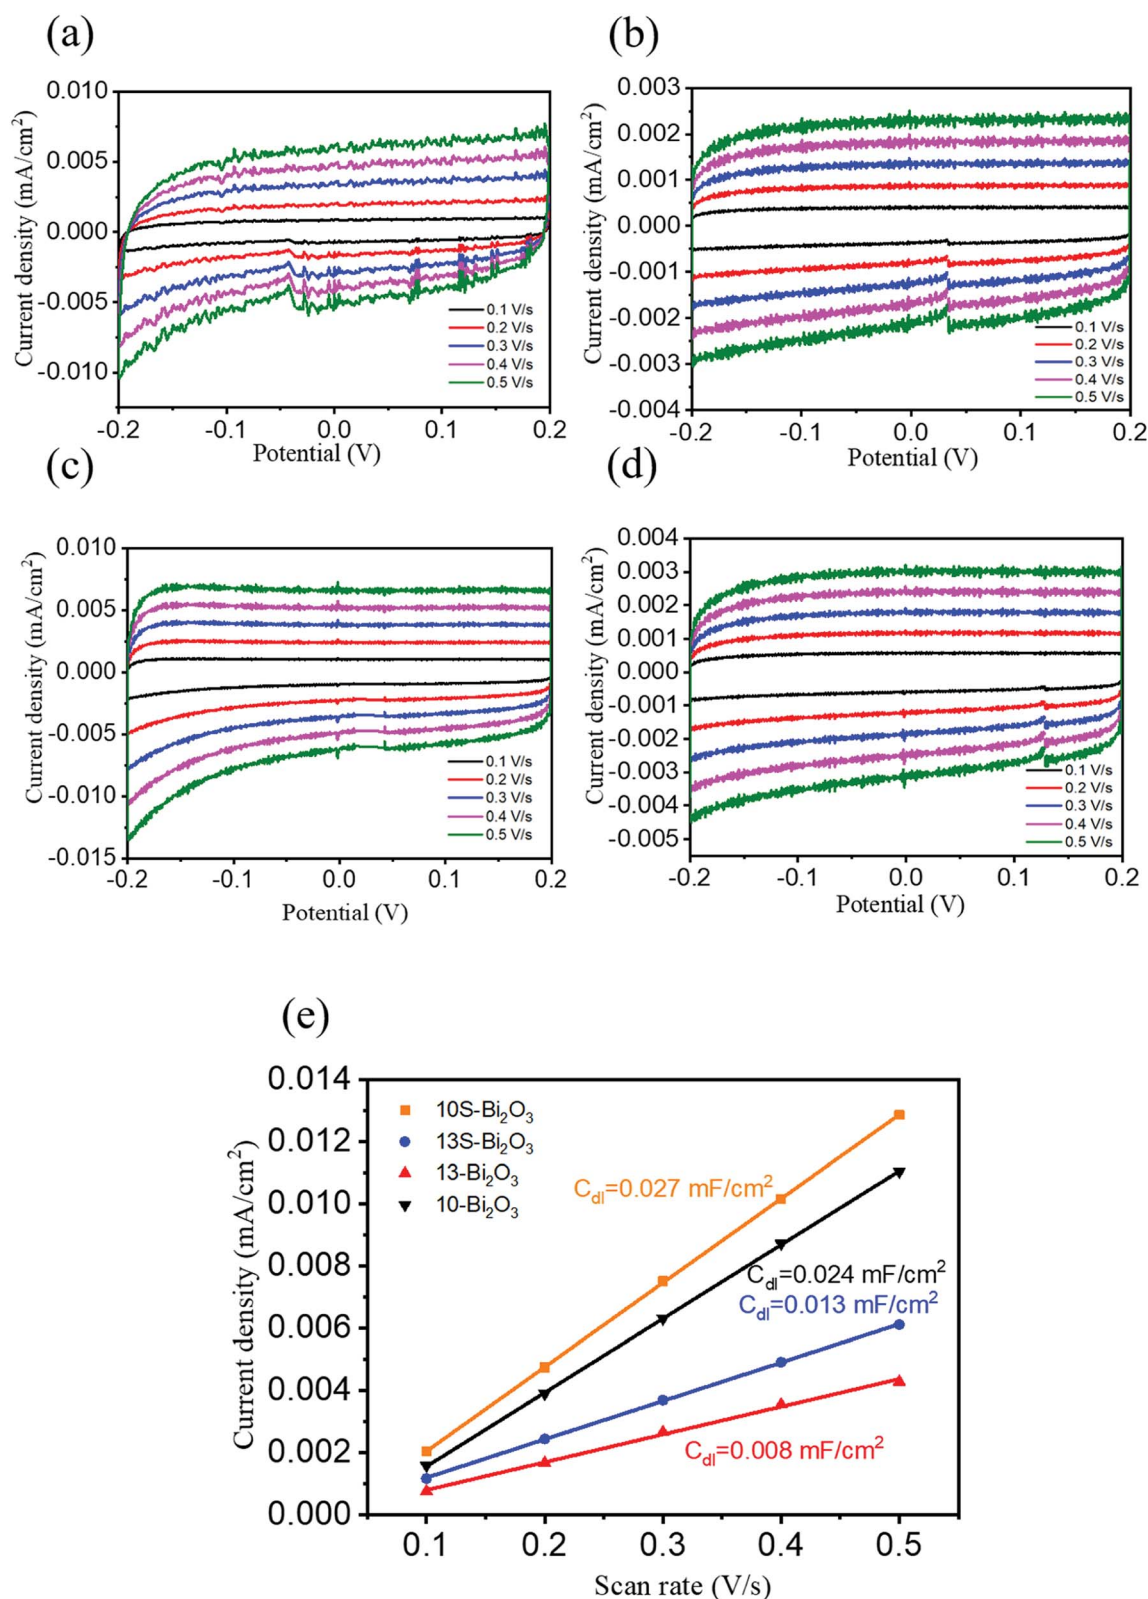 (a)
(b)
0.010
0.005
0.000
-0.005
-0.010
Current density (mA/cm²)
0.1 V/s
0.2 V/s
0.3 V/s
0.4 V/s
0.5 V/s
-0.2 -0.1 0.0 0.1 0.2
Potential (V)
0.003
0.002
0.001
0.000
-0.001
-0.002
-0.003
-0.004
Current density (mA/cm²)
0.1 V/s
0.2 V/s
0.3 V/s
0.4 V/s
0.5 V/s
-0.2 -0.1 0.0 0.1 0.2
Potential (V)
(c)
(d)
0.010
0.005
0.000
-0.005
-0.010
-0.015
Current density (mA/cm²)
0.1 V/s
0.2 V/s
0.3 V/s
0.4 V/s
0.5 V/s
-0.2 -0.1 0.0 0.1 0.2
Potential (V)
0.004
0.003
0.002
0.001
0.000
-0.001
-0.002
-0.003
-0.004
-0.005
Current density (mA/cm²)
0.1 V/s
0.2 V/s
0.3 V/s
0.4 V/s
0.5 V/s
-0.2 -0.1 0.0 0.1 0.2
Potential (V)
(e)
0.014
0.012
0.010
0.008
0.006
0.004
0.002
0.000
Current density (mA/cm²)
10S-Bi₂O₃
13S-Bi₂O₃
13-Bi₂O₃
10-Bi₂O₃
Cdl=0.027 mF/cm²
Cdl=0.024 mF/cm²
Cdl=0.013 mF/cm²
Cdl=0.008 mF/cm²
0.1 0.2 0.3 0.4 0.5
Scan rate (V/s)